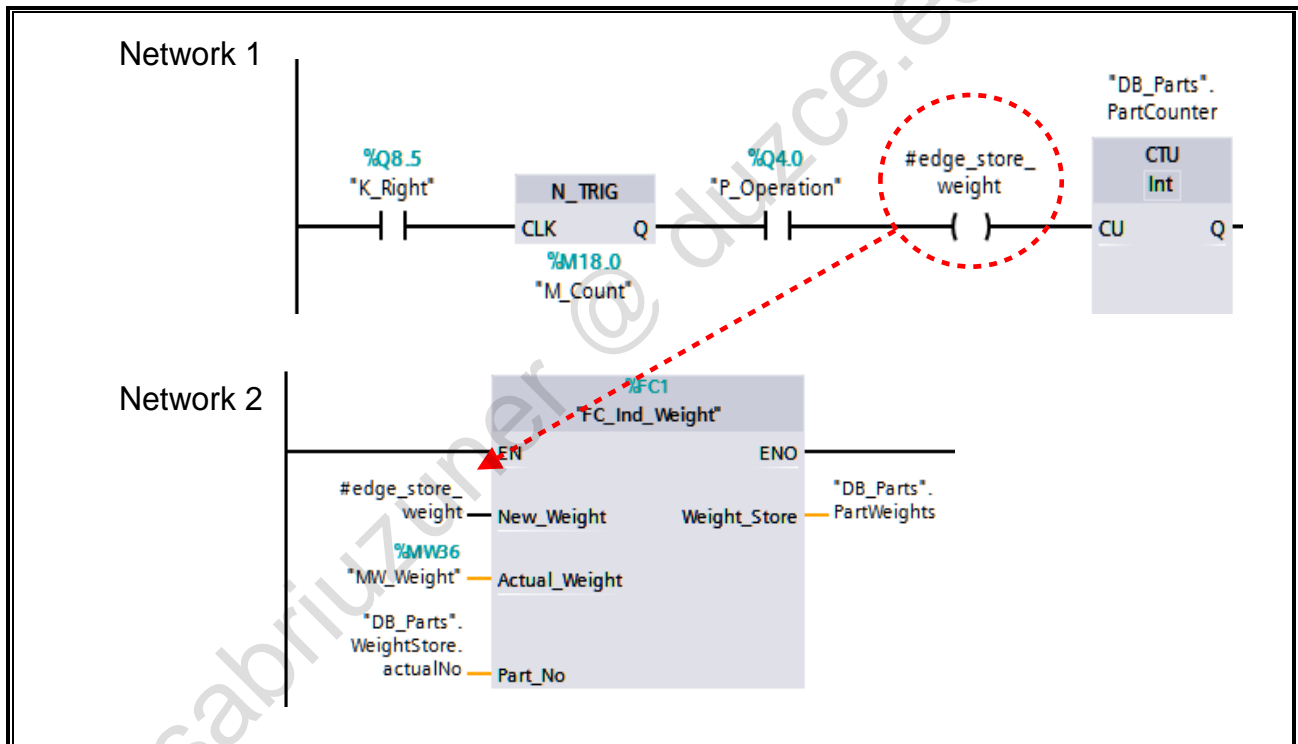 Network 1
"DB_Parts".
PartCounter
%Q8.5
"K_Right"
N_TRIG
CLK Q
%M18.0
"M_Count"
%Q4.0
"P_Operation"
#edge_store_
weight
CTU
Int
CU Q
Network 2
%FC1
"FC_Ind_Weight"
EN ENO
#edge_store_
weight
New_Weight
Weight_Store
"DB_Parts".
PartWeights
%MW36
"MW_Weight"
Actual_Weight
"DB_Parts".
WeightStore.
actualNo
Part_No
sabriuzuner @ duzce.e